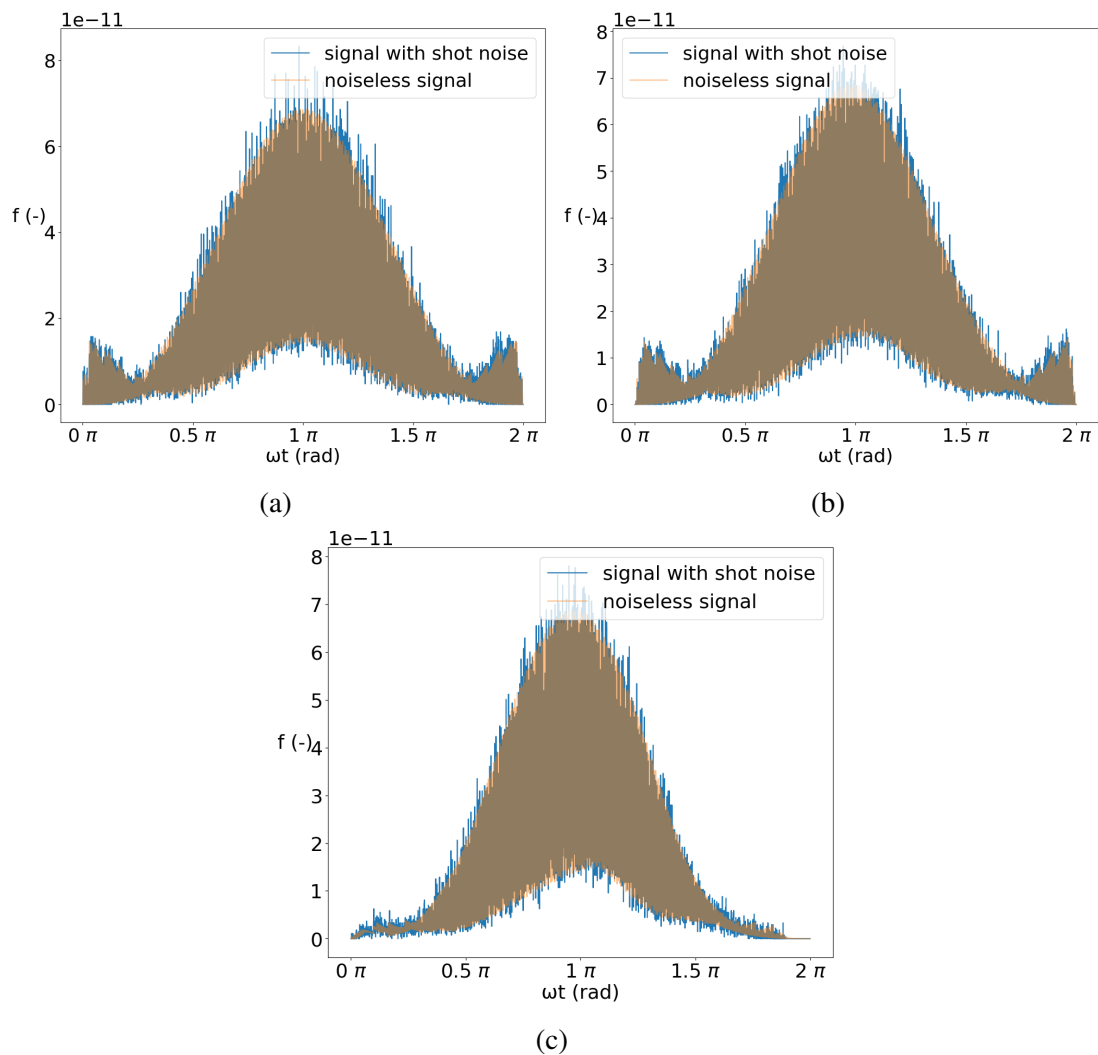 1e−11
signal with shot noise
noiseless signal
8
6
f (-)
4
2
0
0 π 0.5 π 1 π 1.5 π 2 π
ωt (rad)
(a)
1e−11
8
signal with shot noise
7
noiseless signal
6
5
f (-)
4
3
2
1
0
0 π 0.5 π 1 π 1.5 π 2 π
ωt (rad)
(b)
1e−11
8
signal with shot noise
7
noiseless signal
6
5
f (-)
4
3
2
1
0
0 π 0.5 π 1 π 1.5 π 2 π
ωt (rad)
(c)